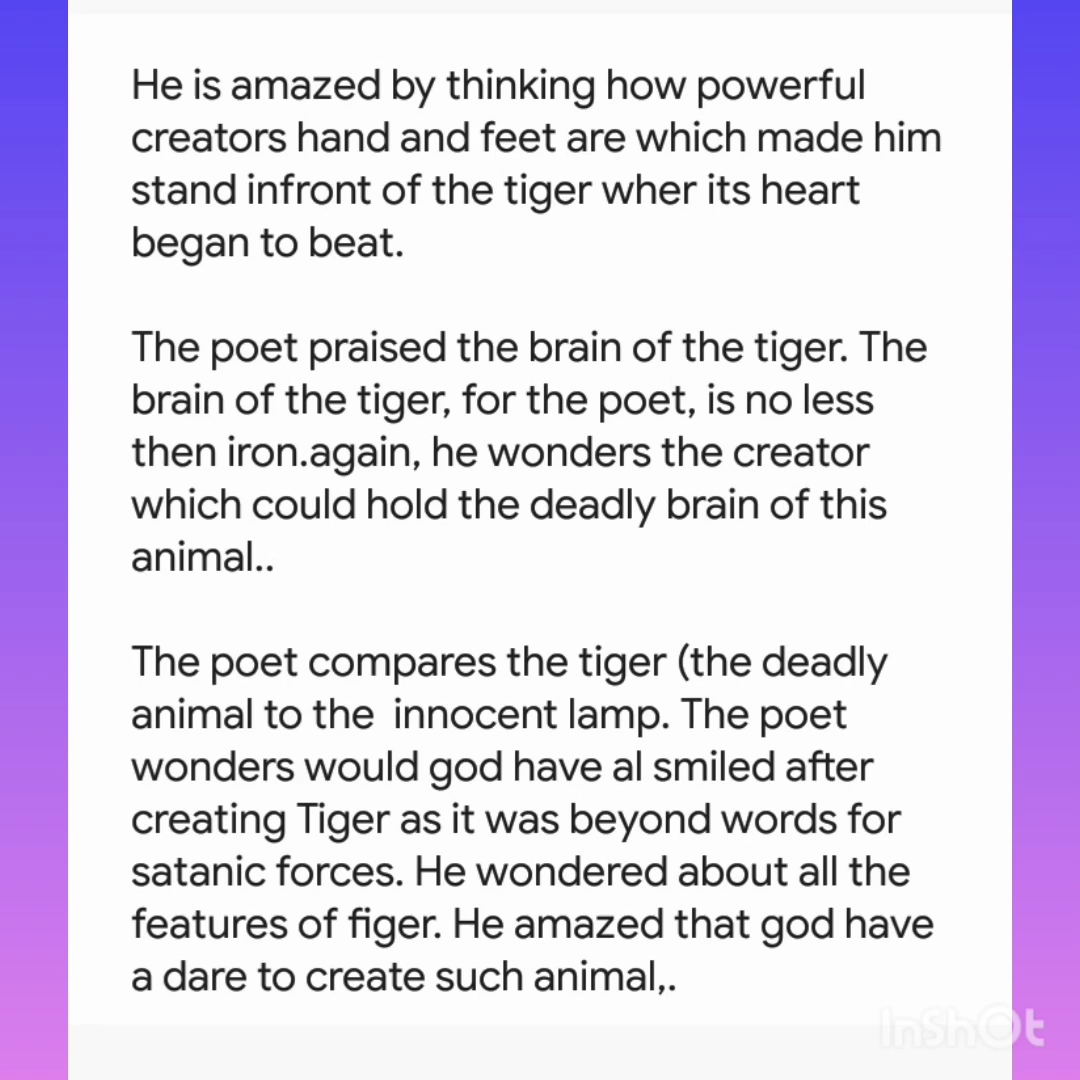 He is amazed by thinking how powerful
creators hand and feet are which made him
stand infront of the tiger wher its heart
began to beat.
The poet praised the brain of the tiger. The
brain of the tiger, for the poet, is no less
then iron.again, he wonders the creator
which could hold the deadly brain of this
animal..
The poet compares the tiger (the deadly
animal to the  innocent lamp. The poet
wonders would god have al smiled after
creating Tiger as it was beyond words for
satanic forces. He wondered about all the
features of figer. He amazed that god have
a dare to create such animal,.
InShOt